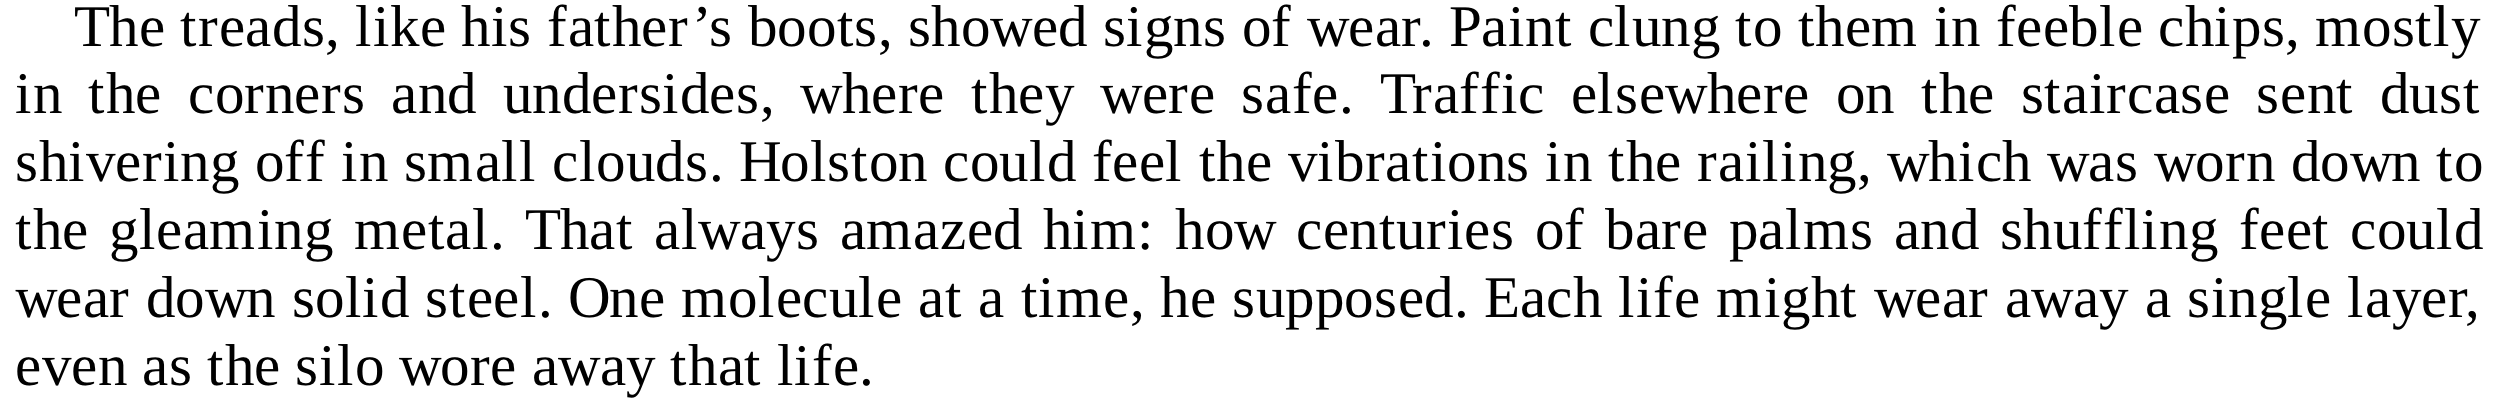 The treads, like his father’s boots, showed signs of wear. Paint clung to them in feeble chips, mostly
in the corners and undersides, where they were safe. Traffic elsewhere on the staircase sent dust
shivering off in small clouds. Holston could feel the vibrations in the railing, which was worn down to
the gleaming metal. That always amazed him: how centuries of bare palms and shuffling feet could
wear down solid steel. One molecule at a time, he supposed. Each life might wear away a single layer,
even as the silo wore away that life.